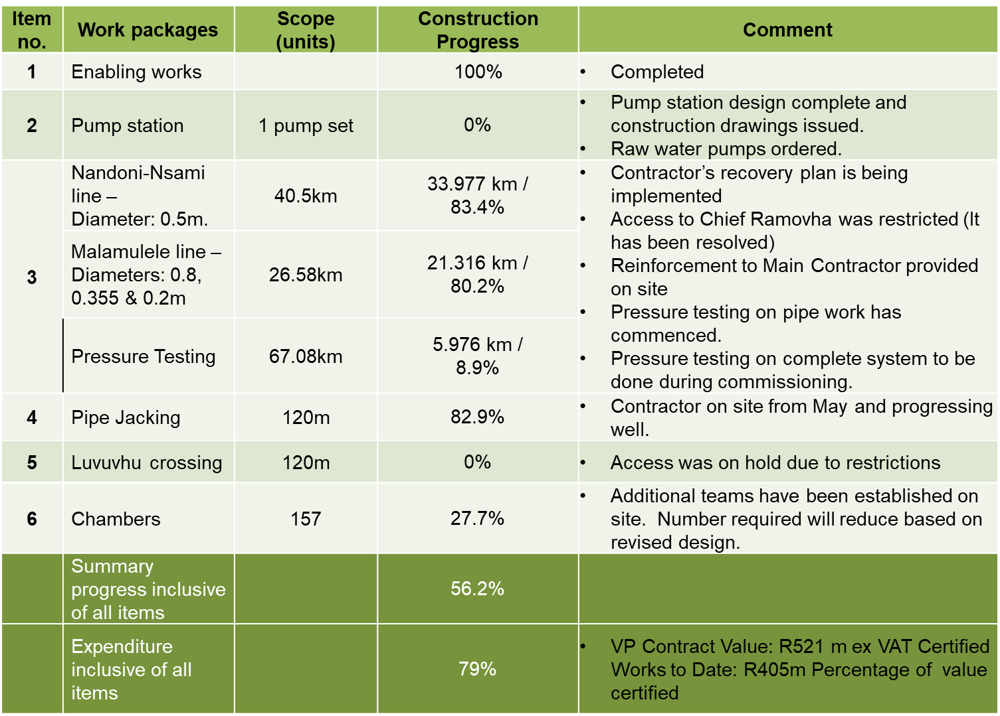 Item no.
Work packages
Scope (units)
Construction Progress
Comment
1
Enabling works
100%
• Completed
2
Pump station
1 pump set
0%
• Pump station design complete and
construction drawings issued.
• Raw water pumps ordered.
3
Nandoni-Nsami
line –
Diameter: 0.5m.
40.5km
33.977 km /
83.4%
Malamulele line –
Diameters: 0.8,
0.355 & 0.2m
26.58km
21.316 km /
80.2%
Pressure Testing
67.08km
5.976 km /
8.9%
• Contractor's recovery plan is being
implemented
• Access to Chief Ramovha was restricted (It
has been resolved)
• Reinforcement to Main Contractor provided
on site
• Pressure testing on pipe work has
commenced.
• Pressure testing on complete system to be
done during commissioning.
4
Pipe Jacking
120m
82.9%
• Contractor on site from May and progressing
well.
5
Luvuvhu crossing
120m
0%
• Access was on hold due to restrictions
6
Chambers
157
27.7%
• Additional teams have been established on
site. Number required will reduce based on
revised design.
Summary
progress inclusive
of all items
56.2%
Expenditure
inclusive of all
items
79%
• VP Contract Value: R521 m ex VAT Certified
Works to Date: R405m Percentage of value
certified